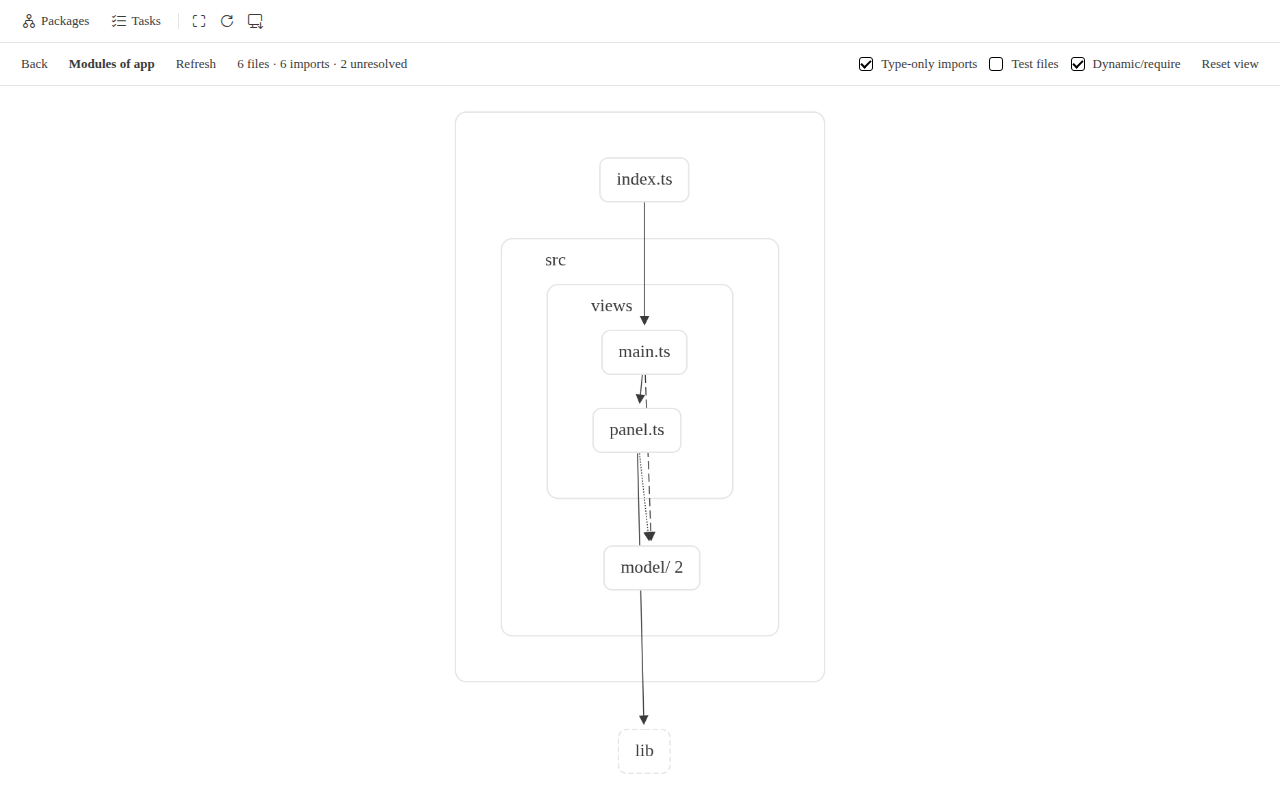 Packages Tasks
Back Modules of app Refresh 6 files · 6 imports · 2 unresolved Type-only imports Test files Dynamic/require Reset view
index.ts
src
views
main.ts
panel.ts
model/ 2
lib